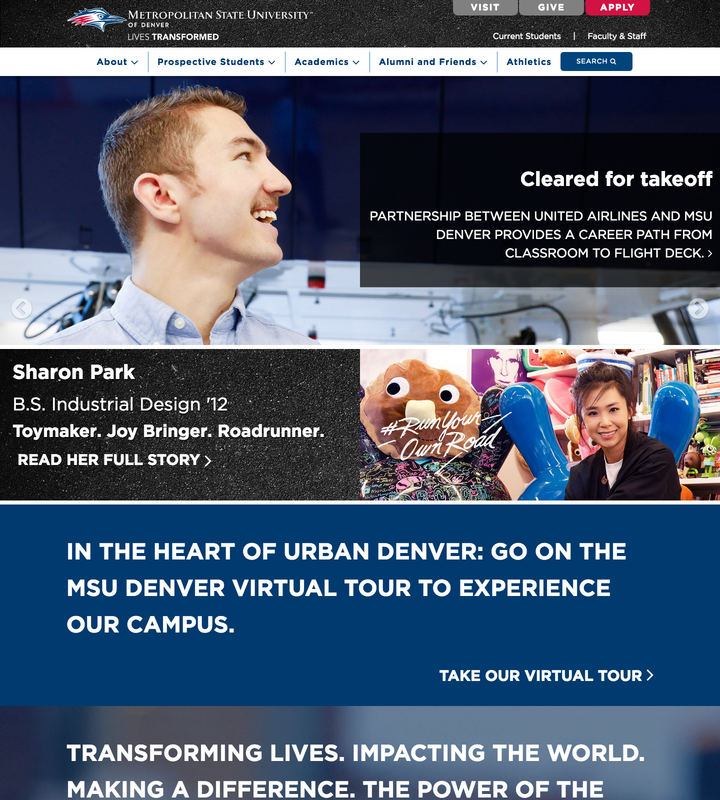 METROPOLITAN STATE UNIVERSITY™
OF DENVER
LIVES TRANSFORMED
VISIT
GIVE
APPLY
Current Students | Faculty & Staff
About
Prospective Students
Academics
Alumni and Friends
Athletics
SEARCH
Cleared for takeoff
PARTNERSHIP BETWEEN UNITED AIRLINES AND MSU
DENVER PROVIDES A CAREER PATH FROM
CLASSROOM TO FLIGHT DECK. >
Sharon Park
B.S. Industrial Design '12
Toymaker. Joy Bringer. Roadrunner.
READ HER FULL STORY >
#RunYour
OwnRoad
IN THE HEART OF URBAN DENVER: GO ON THE
MSU DENVER VIRTUAL TOUR TO EXPERIENCE
OUR CAMPUS.
TAKE OUR VIRTUAL TOUR >
TRANSFORMING LIVES. IMPACTING THE WORLD.
MAKING A DIFFERENCE. THE POWER OF THE